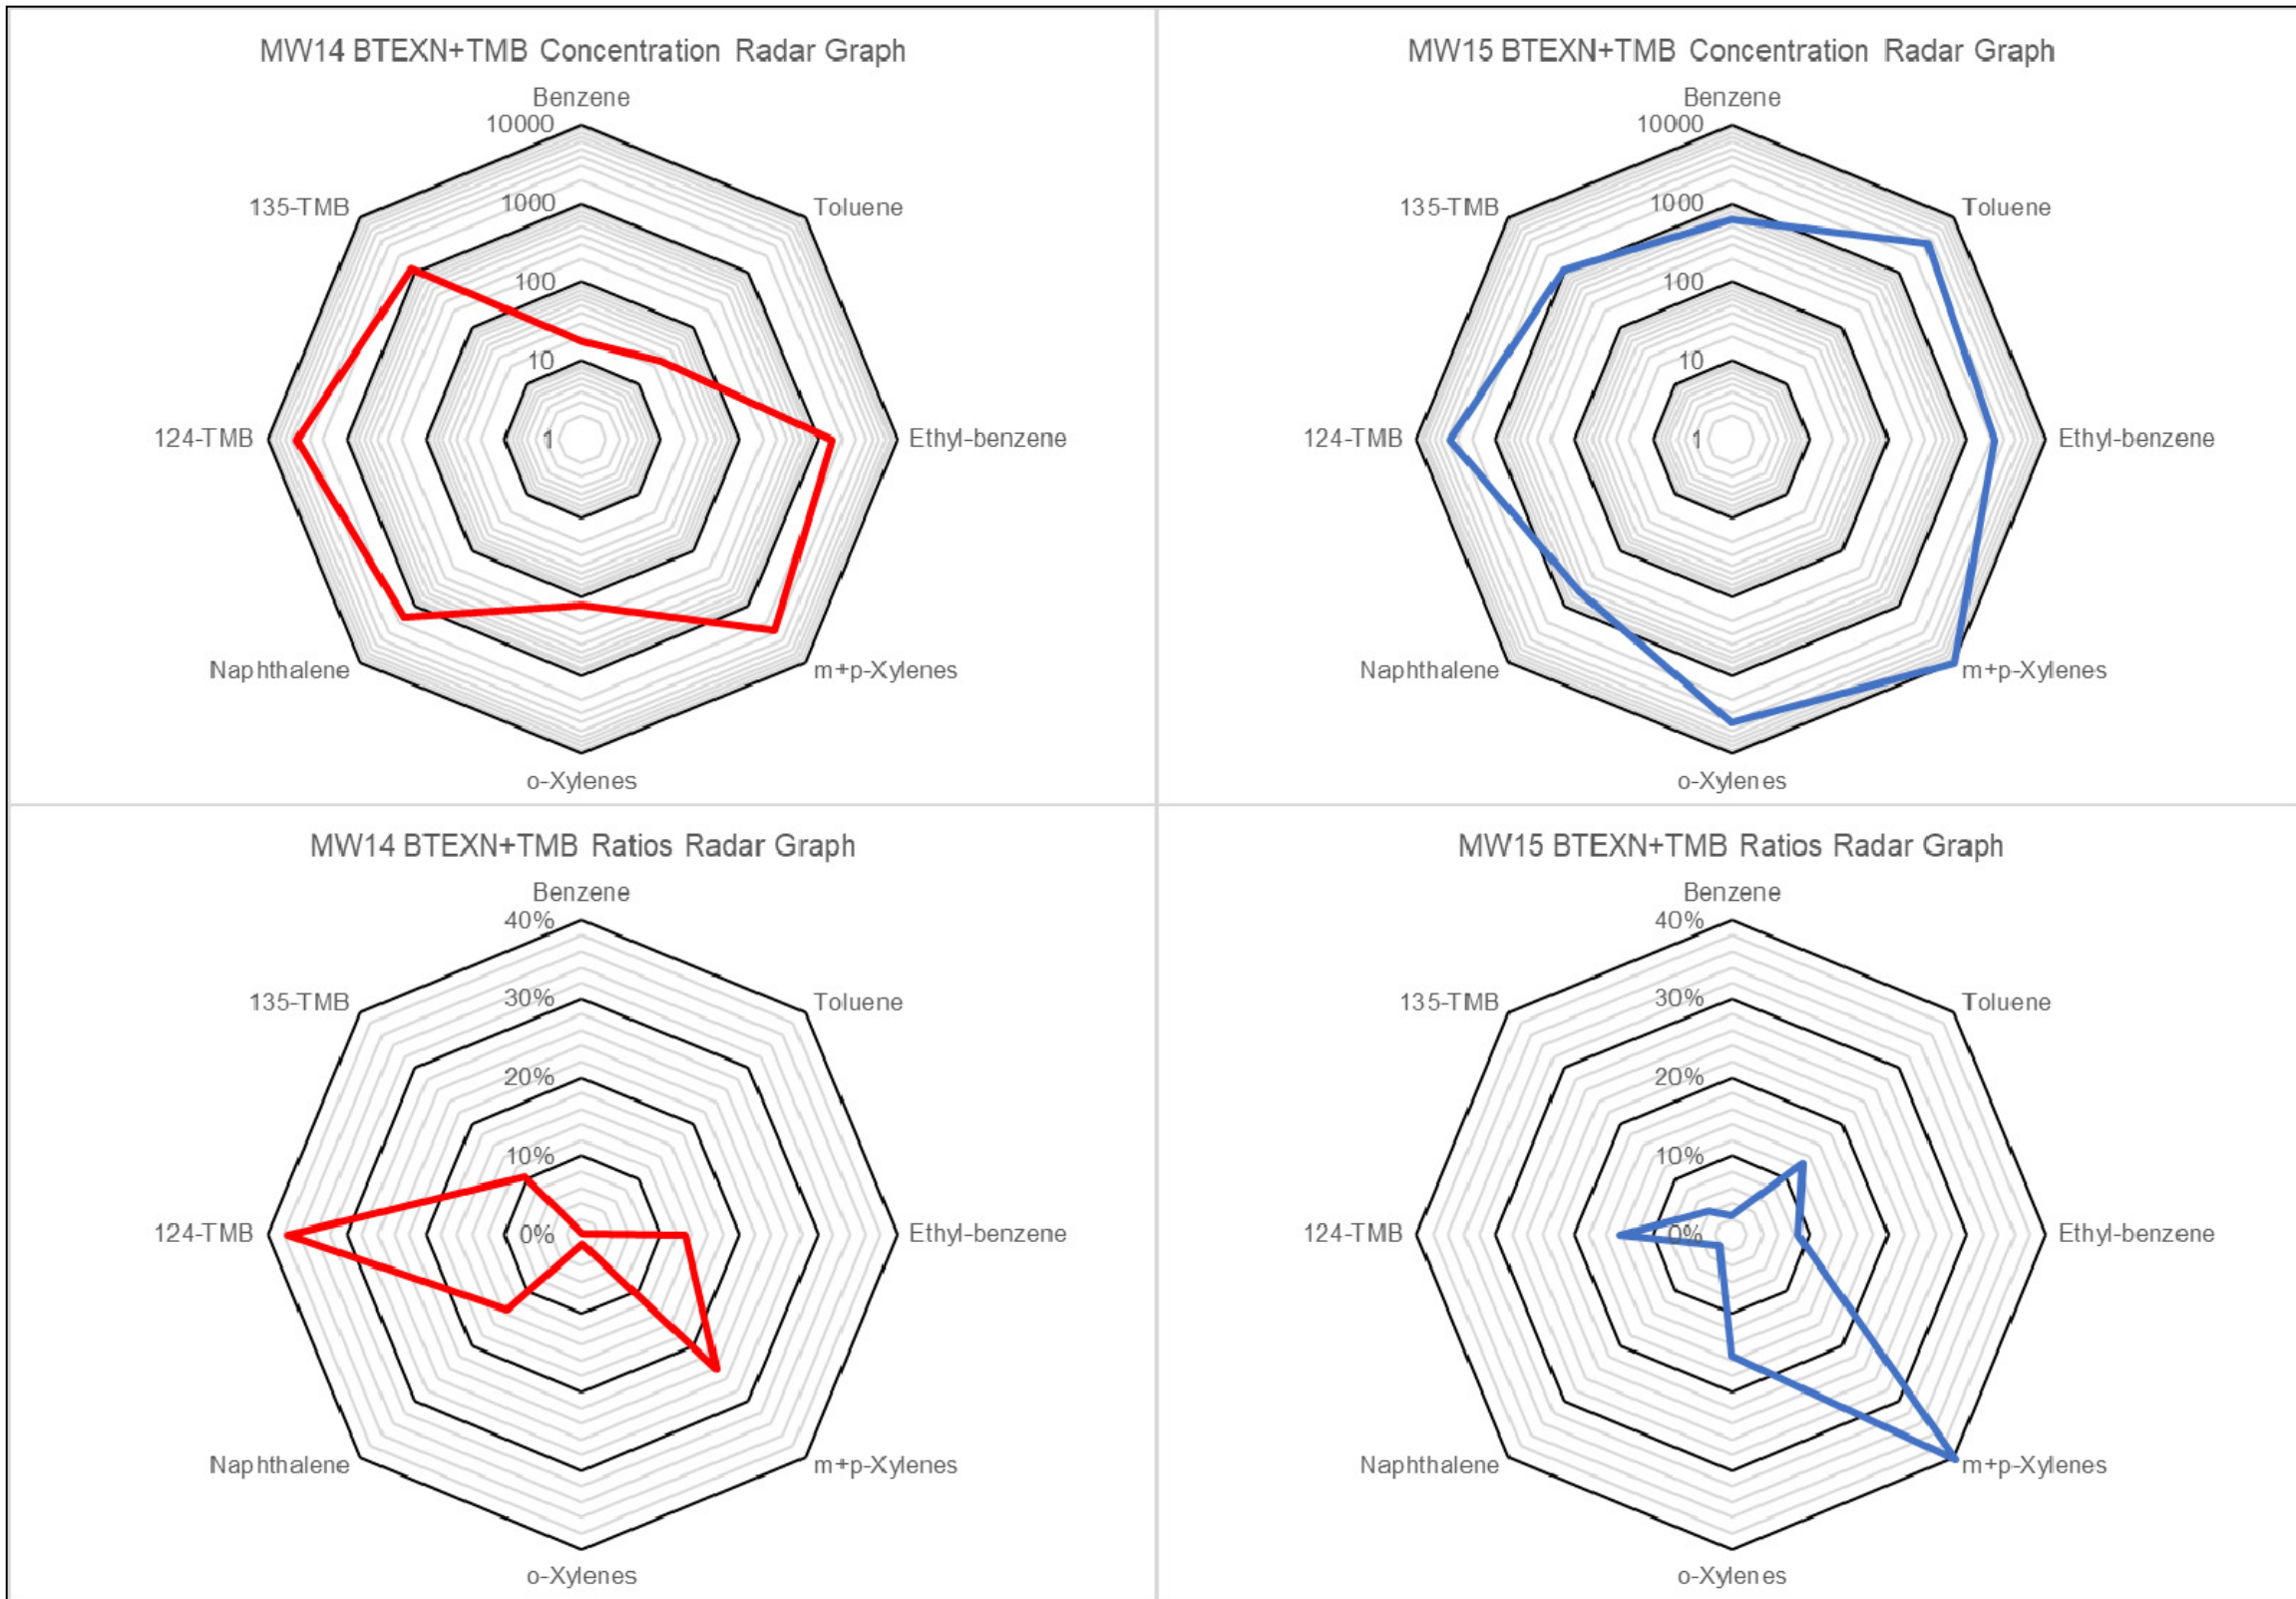 MW14 BTEXN+TMB Concentration Radar Graph
Benzene
10000
135-TMB
1000
Toluene
100
10
124-TMB
1
Ethyl-benzene
Naphthalene
m+p-Xylenes
o-Xylenes
MW15 BTEXN+TMB Concentration Radar Graph
Benzene
10000
135-TMB
1000
Toluene
100
10
124-TMB
1
Ethyl-benzene
Naphthalene
m+p-Xylenes
o-Xylenes
MW14 BTEXN+TMB Ratios Radar Graph
Benzene
40%
135-TMB
30%
Toluene
20%
10%
124-TMB
0%
Ethyl-benzene
Naphthalene
m+p-Xylenes
o-Xylenes
MW15 BTEXN+TMB Ratios Radar Graph
Benzene
40%
135-TMB
30%
Toluene
20%
10%
124-TMB
0%
Ethyl-benzene
Naphthalene
m+p-Xylenes
o-Xylenes